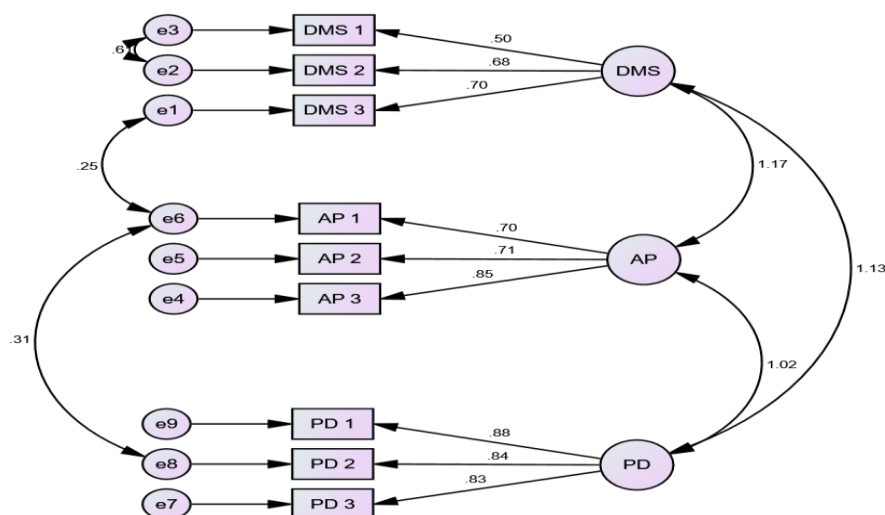 e3 DMS 1 .50
.6
e2 DMS 2 .68 DMS
e1 DMS 3 .70
.25 1.17
e6 AP 1 .70
e5 AP 2 .71 AP
e4 AP 3 .85
1.13
.31
1.02
e9 PD 1 .88
e8 PD 2 .84 PD
e7 PD 3 .83